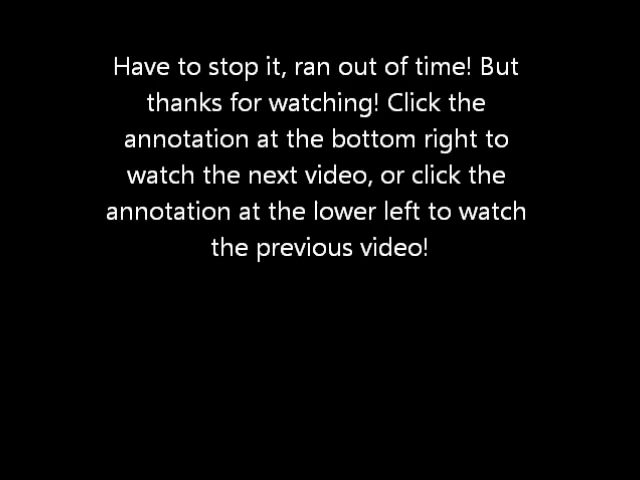 Have to stop it, ran out of time! But
thanks for watching! Click the
annotation at the bottom right to
watch the next video, or click the
annotation at the lower left to watch
the previous video!